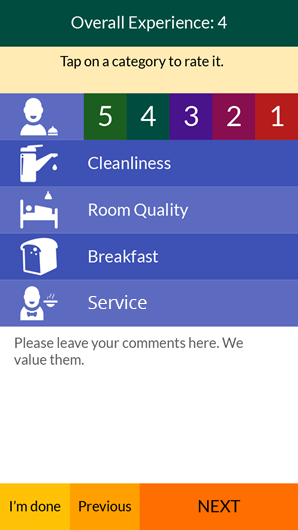 Overall Experience: 4
Tap on a category to rate it.
5 4 3 2 1
Cleanliness
Room Quality
Breakfast
Service
Please leave your comments here. We
value them.
I'm done Previous NEXT